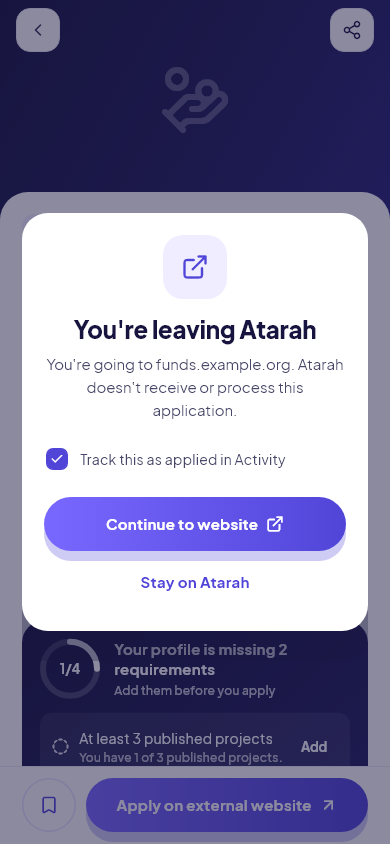 You're leaving Atarah
You're going to funds.example.org. Atarah
doesn't receive or process this
application.
Track this as applied in Activity
Continue to website
Stay on Atarah
1/4
Your profile is missing 2
requirements
Add them before you apply
At least 3 published projects
You have 1 of 3 published projects.
Add
Apply on external website